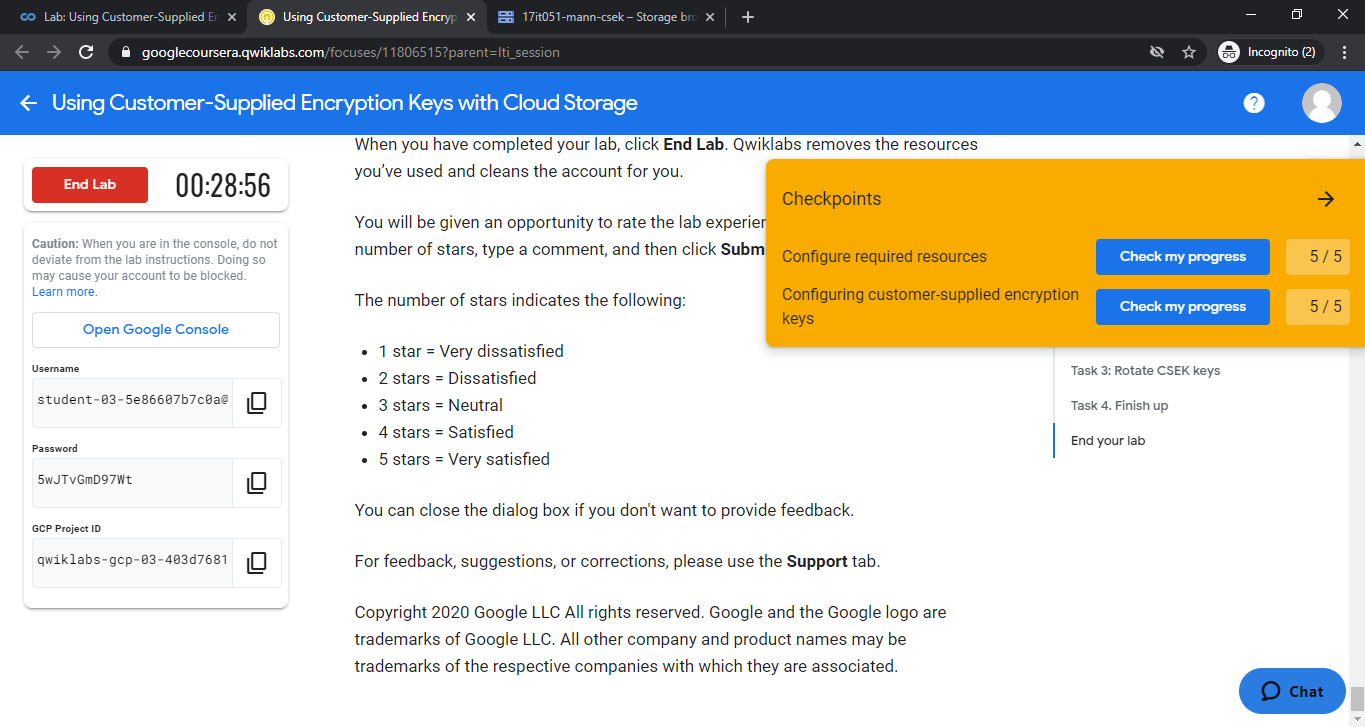 Lab: Using Customer-Supplied En
Using Customer-Supplied Encryp
17it051-mann-csek – Storage bro
googlecoursera.qwiklabs.com/focuses/11806515?parent=lti_session
Incognito (2)
Using Customer-Supplied Encryption Keys with Cloud Storage
?
End Lab
00:28:56
Caution: When you are in the console, do not
deviate from the lab instructions. Doing so
may cause your account to be blocked.
Learn more.
Open Google Console
Username
student-03-5e86607b7c0a@
Password
5wJTvGmD97Wt
GCP Project ID
qwiklabs-gcp-03-403d7681
When you have completed your lab, click End Lab. Qwiklabs removes the resources
you’ve used and cleans the account for you.
You will be given an opportunity to rate the lab experien
number of stars, type a comment, and then click Subm
The number of stars indicates the following:
• 1 star = Very dissatisfied
• 2 stars = Dissatisfied
• 3 stars = Neutral
• 4 stars = Satisfied
• 5 stars = Very satisfied
You can close the dialog box if you don't want to provide feedback.
For feedback, suggestions, or corrections, please use the Support tab.
Copyright 2020 Google LLC All rights reserved. Google and the Google logo are
trademarks of Google LLC. All other company and product names may be
trademarks of the respective companies with which they are associated.
Checkpoints
Configure required resources
Check my progress
5 / 5
Configuring customer-supplied encryption
keys
Check my progress
5 / 5
Task 3: Rotate CSEK keys
Task 4. Finish up
End your lab
Chat